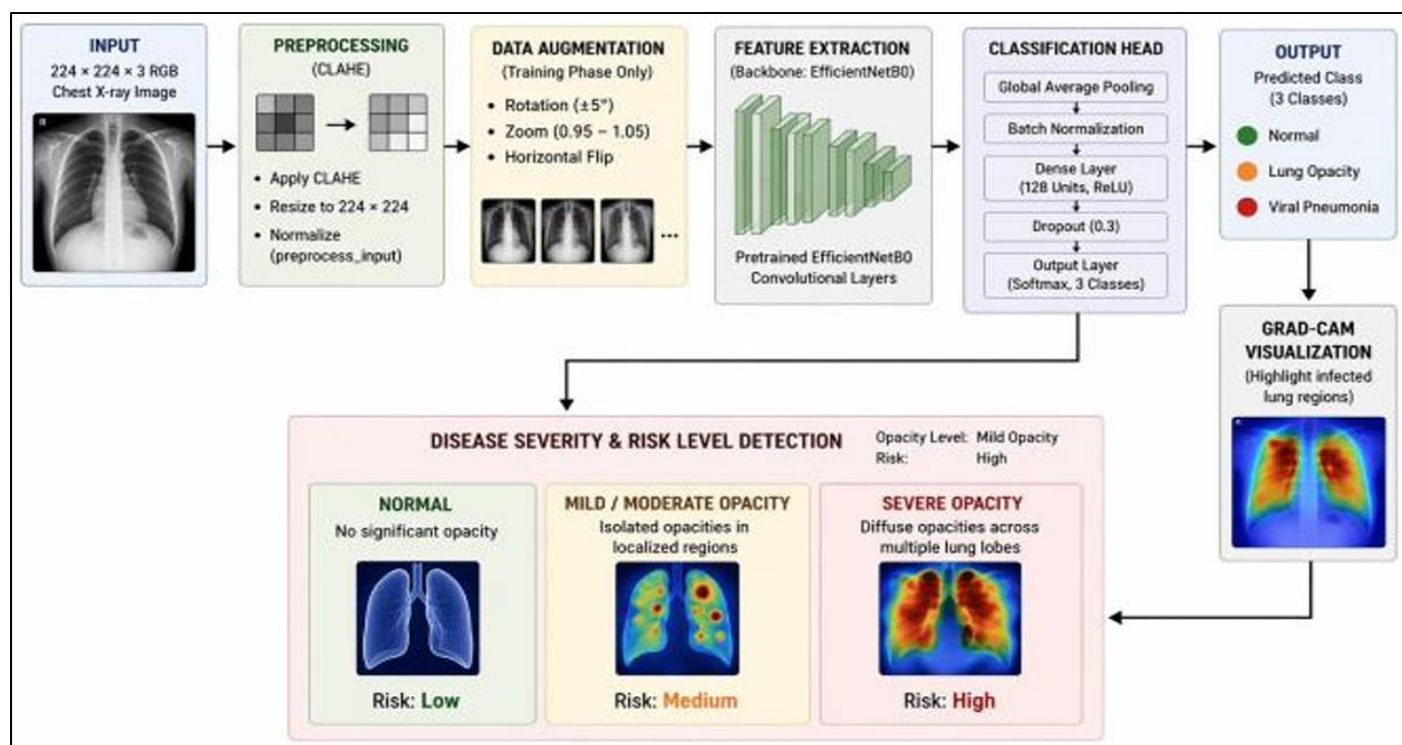 INPUT
224 × 224 × 3 RGB
Chest X-ray Image
PREPROCESSING
(CLAHE)
• Apply CLAHE
• Resize to 224 × 224
• Normalize
(preprocess_input)
DATA AUGMENTATION
(Training Phase Only)
• Rotation (±5°)
• Zoom (0.95 – 1.05)
• Horizontal Flip
...
FEATURE EXTRACTION
(Backbone: EfficientNetB0)
Pretrained EfficientNetB0
Convolutional Layers
CLASSIFICATION HEAD
Global Average Pooling
Batch Normalization
Dense Layer
(128 Units, ReLU)
Dropout (0.3)
Output Layer
(Softmax, 3 Classes)
OUTPUT
Predicted Class
(3 Classes)
Normal
Lung Opacity
Viral Pneumonia
GRAD-CAM
VISUALIZATION
(Highlight infected
lung regions)
DISEASE SEVERITY & RISK LEVEL DETECTION
Opacity Level: Mild Opacity
Risk: High
NORMAL
No significant opacity
Risk: Low
MILD / MODERATE OPACITY
Isolated opacities in
localized regions
Risk: Medium
SEVERE OPACITY
Diffuse opacities across
multiple lung lobes
Risk: High